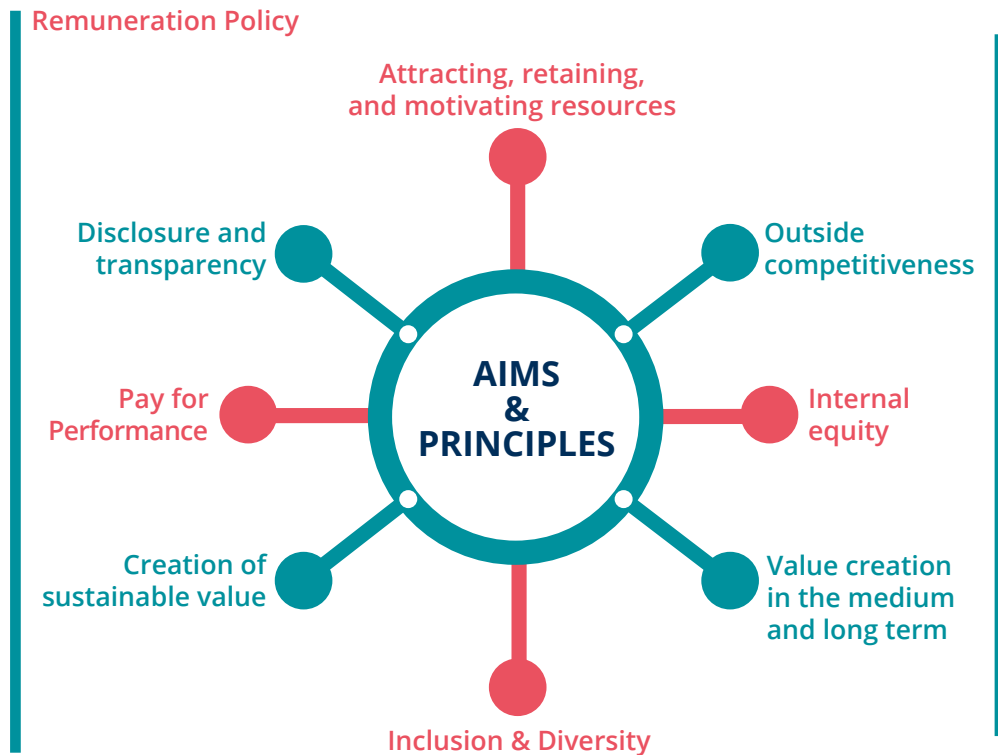 Remuneration Policy
Attracting, retaining,
and motivating resources
Disclosure and
transparency
Outside
competitiveness
AIMS
&
PRINCIPLES
Pay for
Performance
Internal
equity
Creation of
sustainable value
Value creation
in the medium
and long term
Inclusion & Diversity